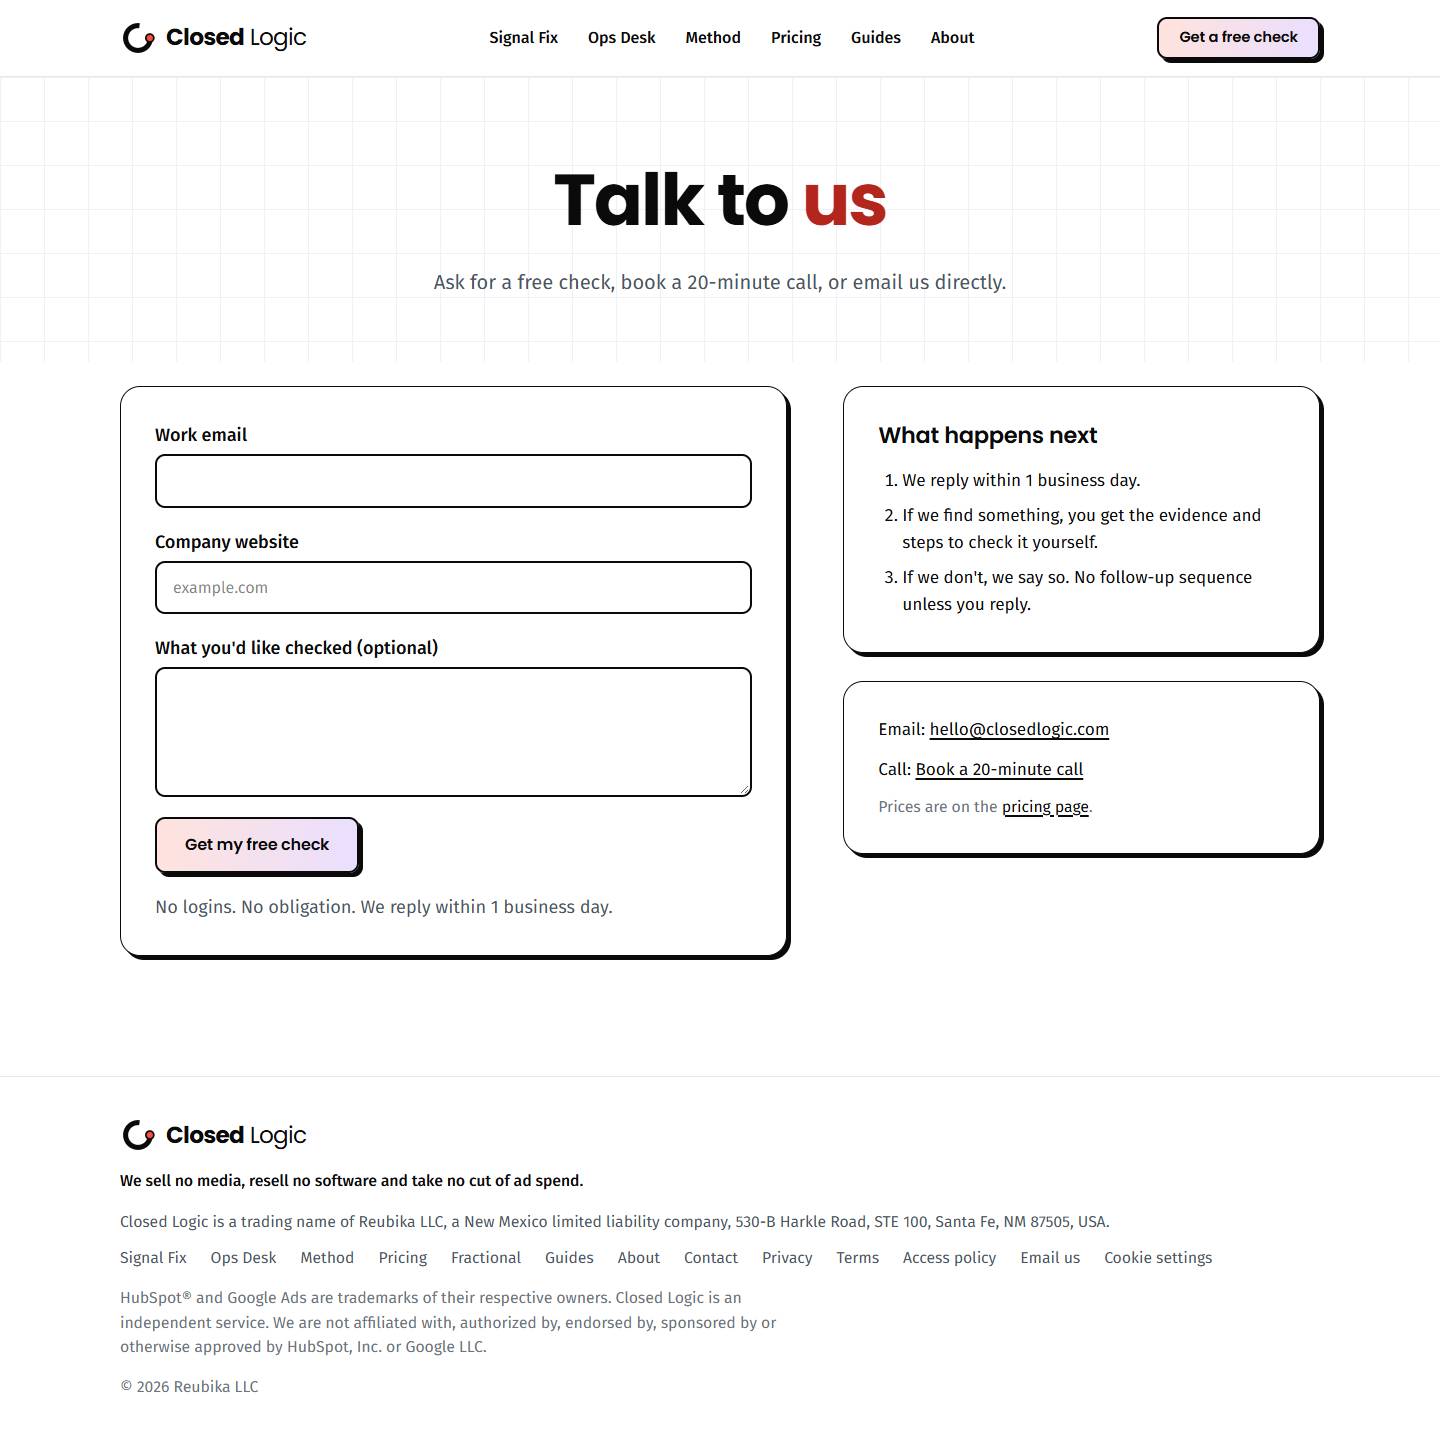 Closed Logic
Signal Fix
Ops Desk
Method
Pricing
Guides
About
Get a free check
Talk to us
Ask for a free check, book a 20-minute call, or email us directly.
Work email
Company website
example.com
What you'd like checked (optional)
Get my free check
No logins. No obligation. We reply within 1 business day.
What happens next
1. We reply within 1 business day.
2. If we find something, you get the evidence and
steps to check it yourself.
3. If we don't, we say so. No follow-up sequence
unless you reply.
Email: hello@closedlogic.com
Call: Book a 20-minute call
Prices are on the pricing page.
Closed Logic
We sell no media, resell no software and take no cut of ad spend.
Closed Logic is a trading name of Reubika LLC, a New Mexico limited liability company, 530-B Harkle Road, STE 100, Santa Fe, NM 87505, USA.
Signal Fix
Ops Desk
Method
Pricing
Fractional
Guides
About
Contact
Privacy
Terms
Access policy
Email us
Cookie settings
HubSpot® and Google Ads are trademarks of their respective owners. Closed Logic is an
independent service. We are not affiliated with, authorized by, endorsed by, sponsored by or
otherwise approved by HubSpot, Inc. or Google LLC.
© 2026 Reubika LLC